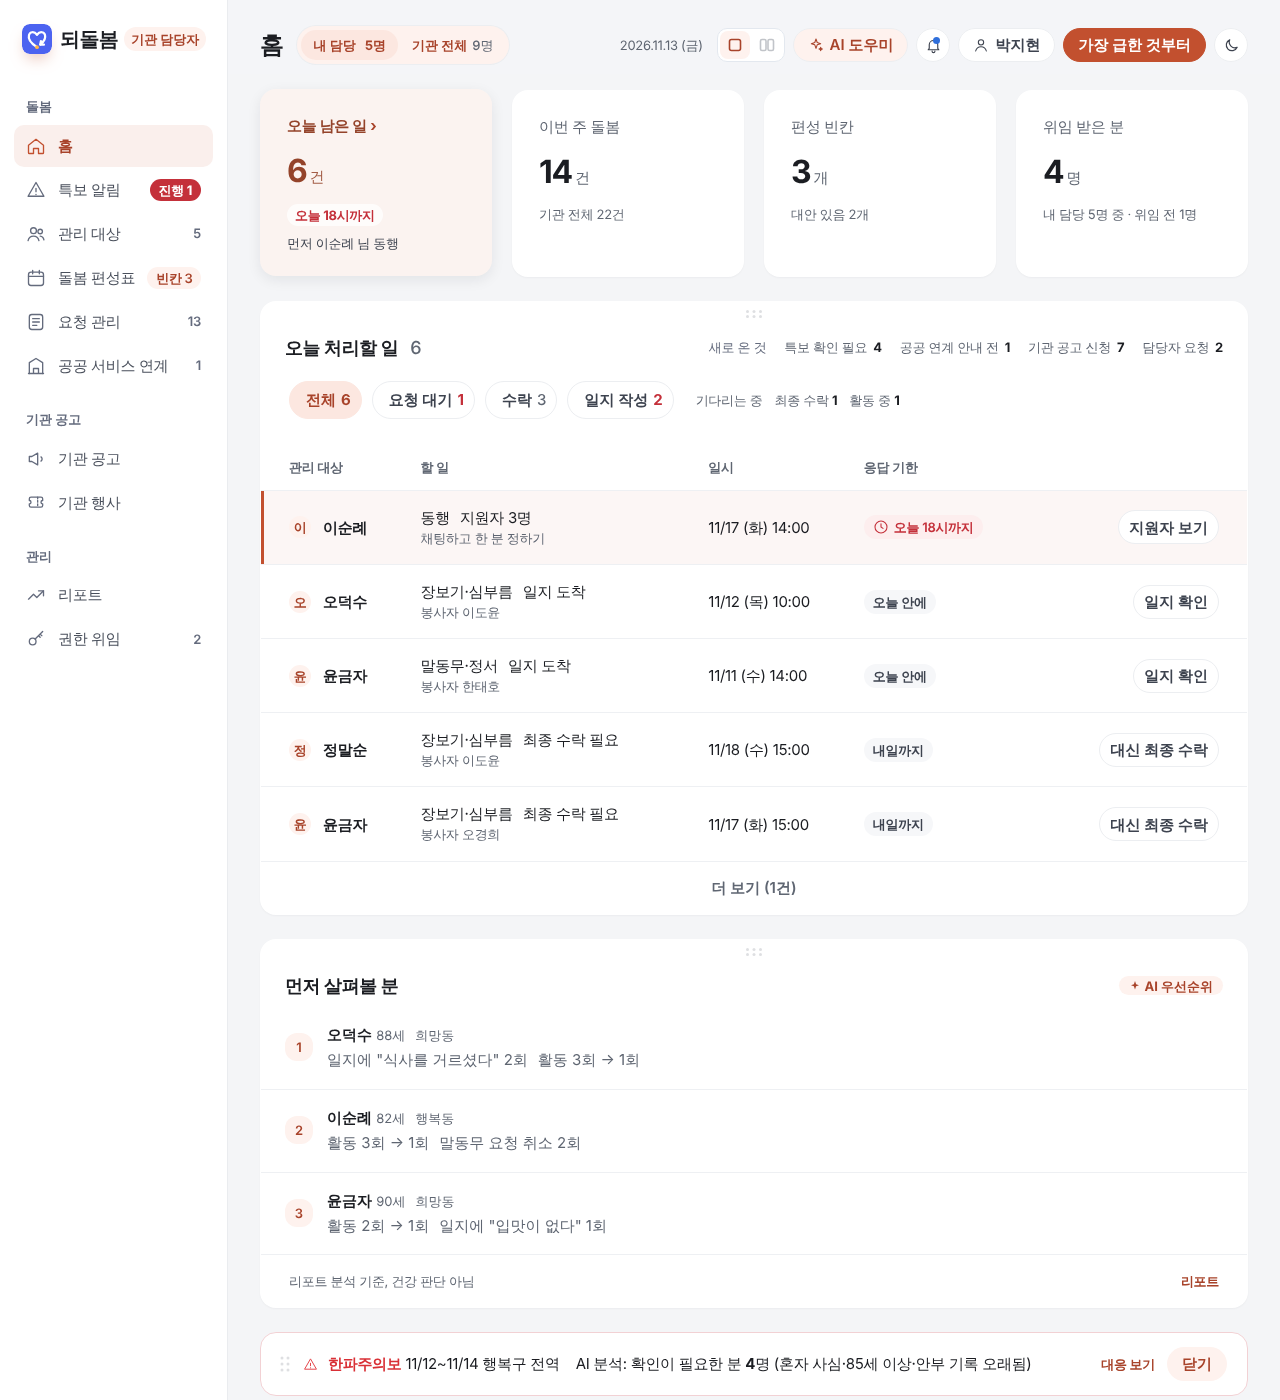 되돌봄 기관 담당자
돌봄
홈
특보 알림 진행 1
관리 대상 5
돌봄 편성표 빈칸 3
요청 관리 13
공공 서비스 연계 1
기관 공고
기관 공고
기관 행사
관리
리포트
권한 위임 2
홈 내 담당 5명 기관 전체 9명 2026.11.13 (금) AI 도우미 박지현 가장 급한 것부터
오늘 남은 일 ›
6건
오늘 18시까지
먼저 이순례 님 동행
이번 주 돌봄
14건
기관 전체 22건
편성 빈칸
3개
대안 있음 2개
위임 받은 분
4명
내 담당 5명 중 · 위임 전 1명
오늘 처리할 일 6 새로 온 것 특보 확인 필요 4 공공 연계 안내 전 1 기관 공고 신청 7 담당자 요청 2
전체 6 요청 대기 1 수락 3 일지 작성 2 기다리는 중 최종 수락 1 활동 중 1
관리 대상 할 일 일시 응답 기한
이 이순례 동행 지원자 3명 11/17 (화) 14:00 오늘 18시까지 지원자 보기
채팅하고 한 분 정하기
오 오덕수 장보기·심부름 일지 도착 11/12 (목) 10:00 오늘 안에 일지 확인
봉사자 이도윤
윤 윤금자 말동무·정서 일지 도착 11/11 (수) 14:00 오늘 안에 일지 확인
봉사자 한태호
정 정말순 장보기·심부름 최종 수락 필요 11/18 (수) 15:00 내일까지 대신 최종 수락
봉사자 이도윤
윤 윤금자 장보기·심부름 최종 수락 필요 11/17 (화) 15:00 내일까지 대신 최종 수락
봉사자 오경희
더 보기 (1건)
먼저 살펴볼 분 AI 우선순위
1 오덕수 88세 희망동
일지에 "식사를 거르셨다" 2회 활동 3회 → 1회
2 이순례 82세 행복동
활동 3회 → 1회 말동무 요청 취소 2회
3 윤금자 90세 희망동
활동 2회 → 1회 일지에 "입맛이 없다" 1회
리포트 분석 기준, 건강 판단 아님 리포트
한파주의보 11/12~11/14 행복구 전역 AI 분석: 확인이 필요한 분 4명 (혼자 사심·85세 이상·안부 기록 오래됨) 대응 보기 닫기